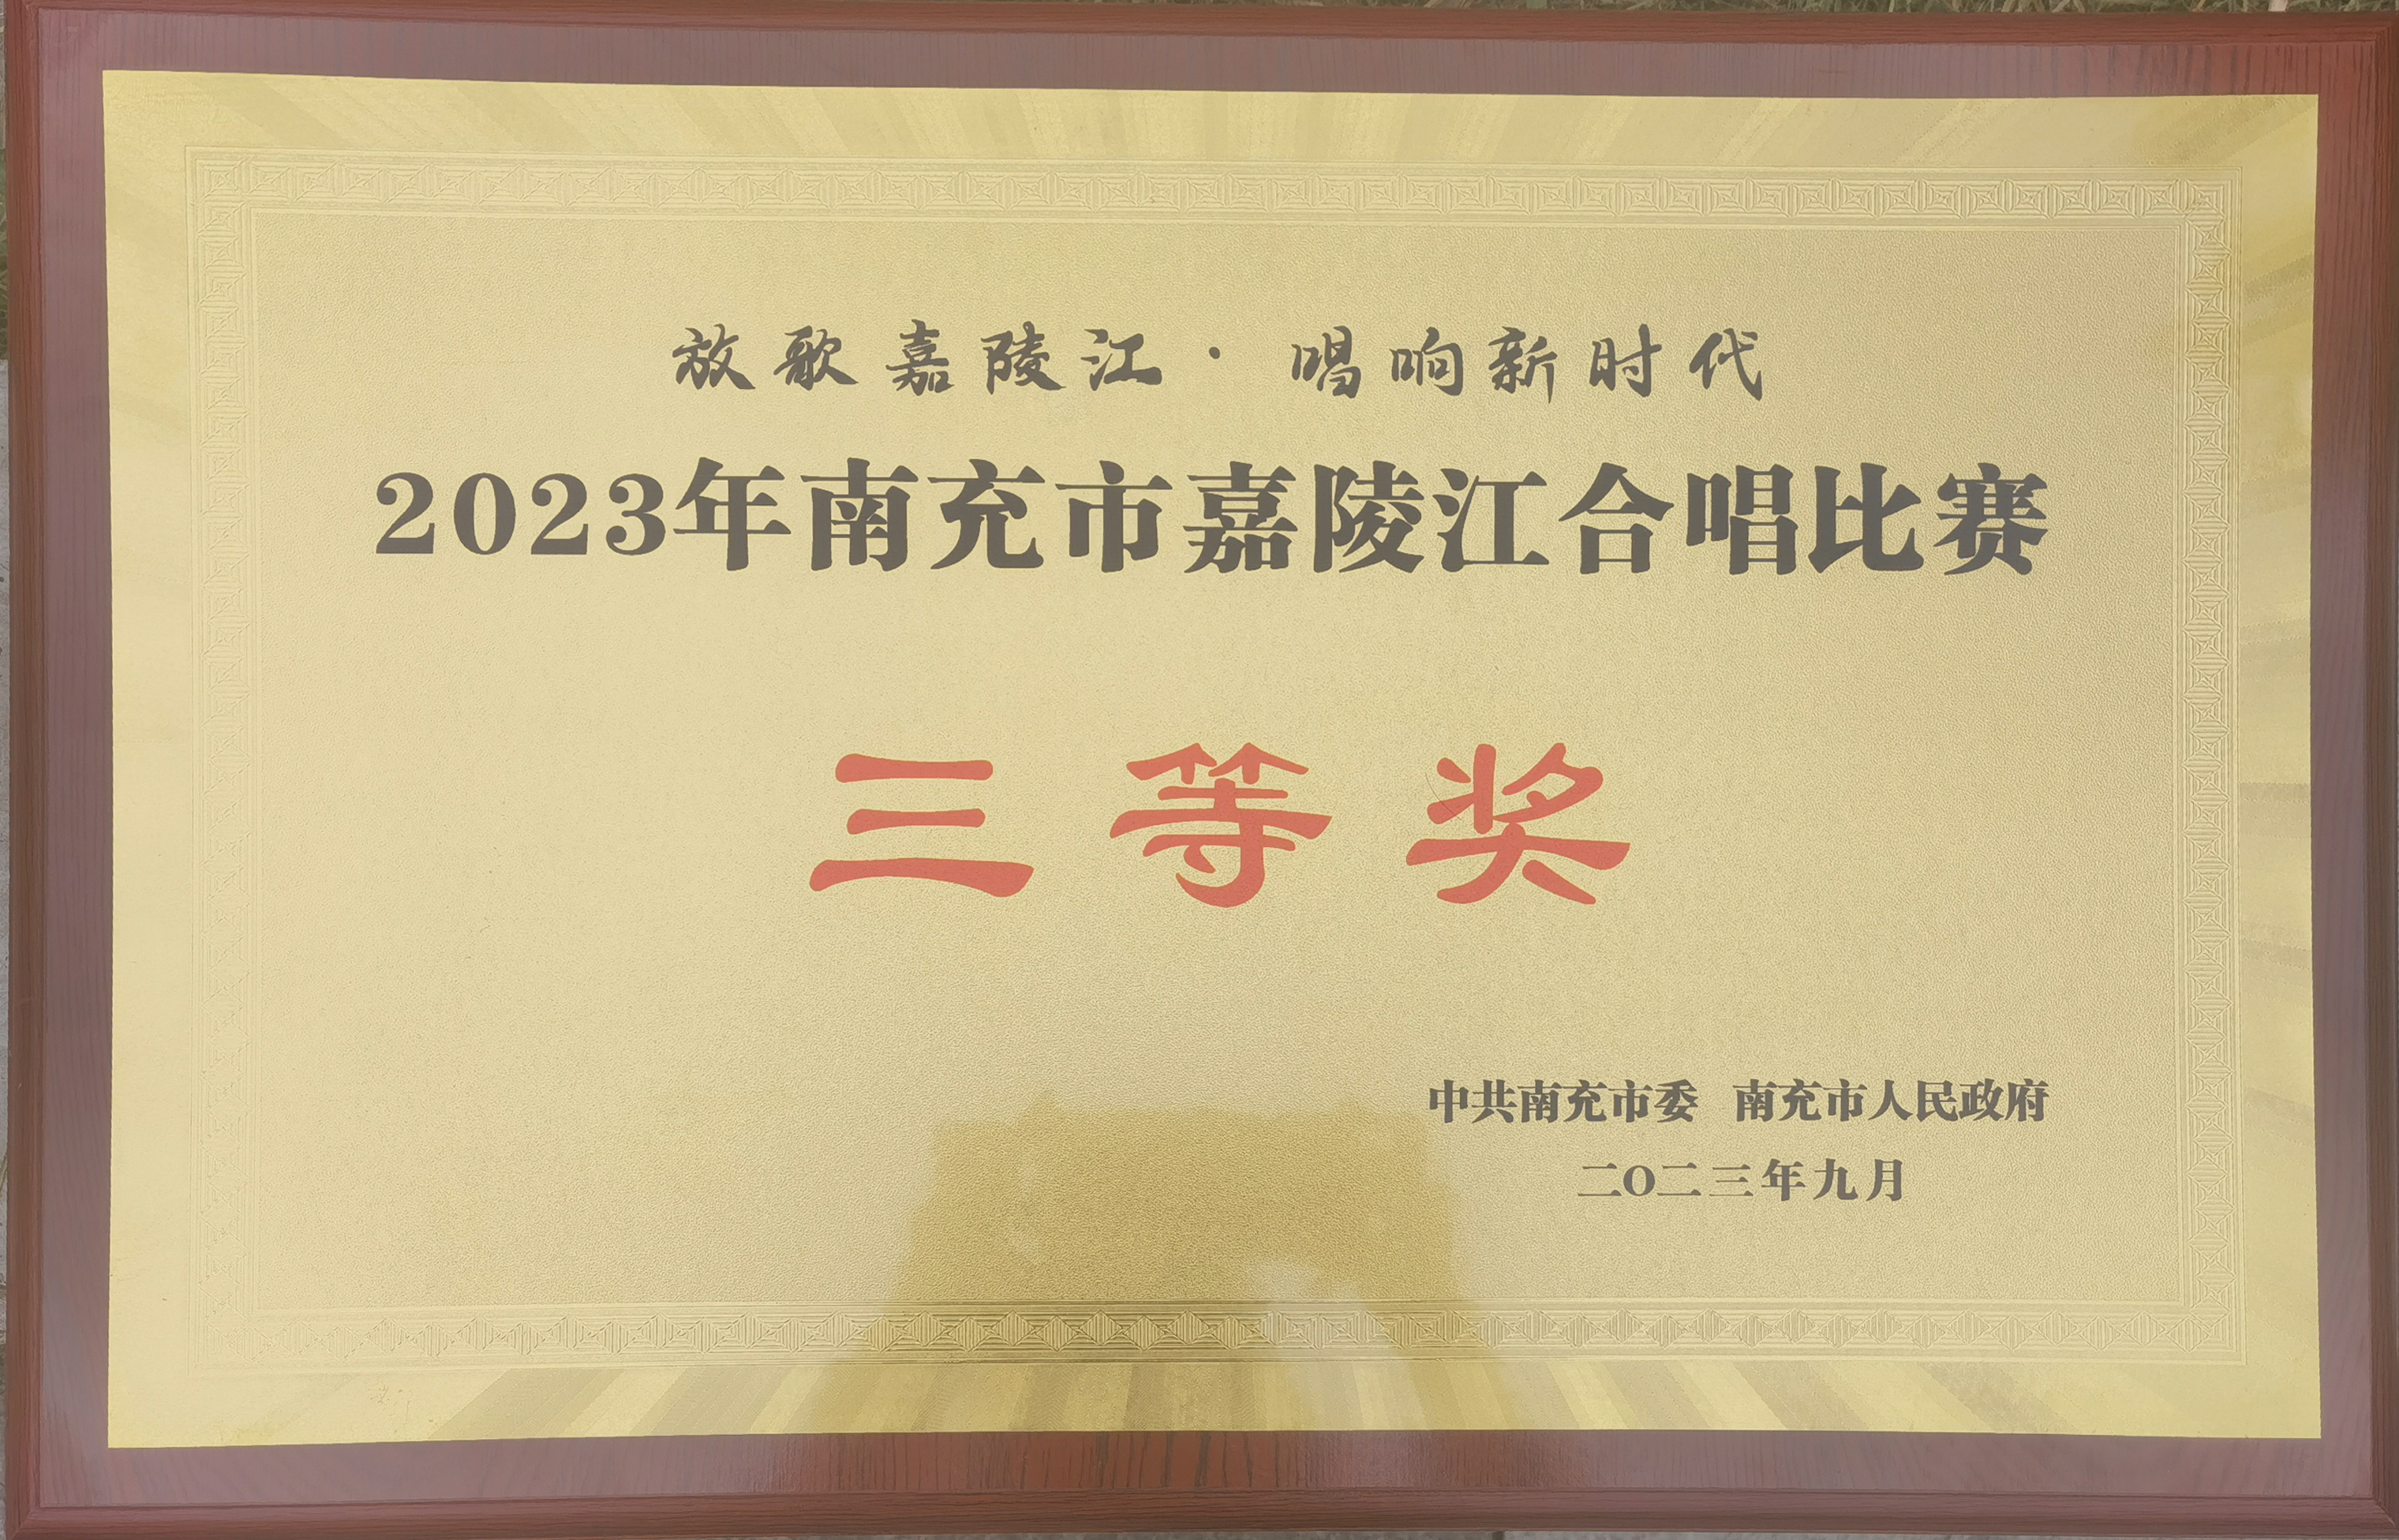 放歌嘉陵江·唱响新时代
2023年南充市嘉陵江合唱比赛
三等奖
中共南充市委 南充市人民政府
二〇二三年九月